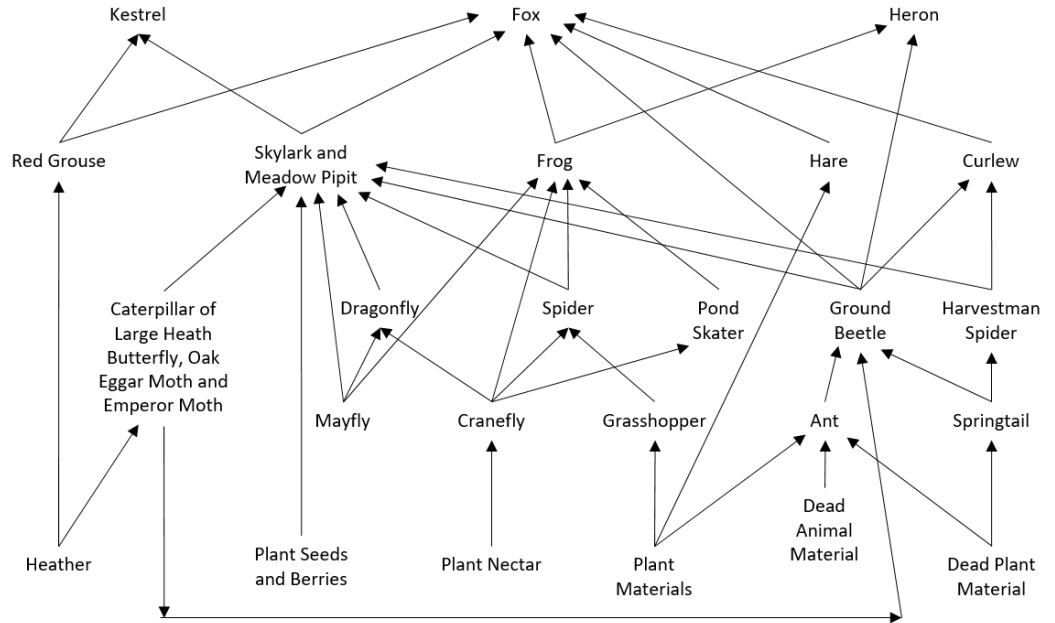 Kestrel
Fox
Heron
Red Grouse
Skylark and
Meadow Pipit
Frog
Hare
Curlew
Caterpillar of
Large Heath
Butterfly, Oak
Eggar Moth and
Emperor Moth
Dragonfly
Spider
Pond
Skater
Ground
Beetle
Harvestman
Spider
Mayfly
Cranefly
Grasshopper
Ant
Springtail
Heather
Plant Seeds
and Berries
Plant Nectar
Plant
Materials
Dead
Animal
Material
Dead Plant
Material